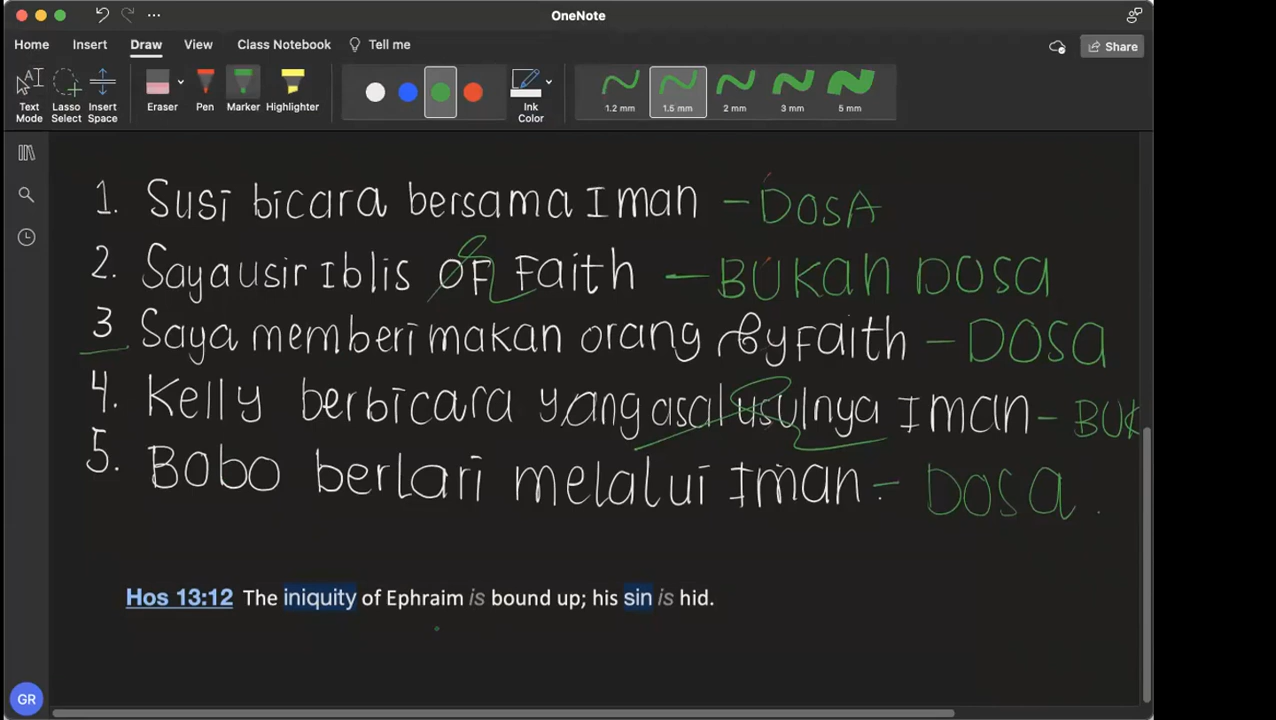 OneNote
Home Insert Draw View Class Notebook Tell me
Share
Text Mode
Lasso Select
Insert Space
Eraser
Pen
Marker
Highlighter
Ink Color
1.2 mm
1.5 mm
2 mm
3 mm
5 mm
1. Susi bicara bersama Iman - DOSA
2. Saya usir Iblis OF Faith - BUKAN DOSA
3 Saya memberi makan orang By Faith - DOSA
4. Kelly berbicara yang asal usulnya Iman - BUK
5. Bobo berlari melalui Iman - DOSA.
Hos 13:12 The iniquity of Ephraim is bound up; his sin is hid.
GR